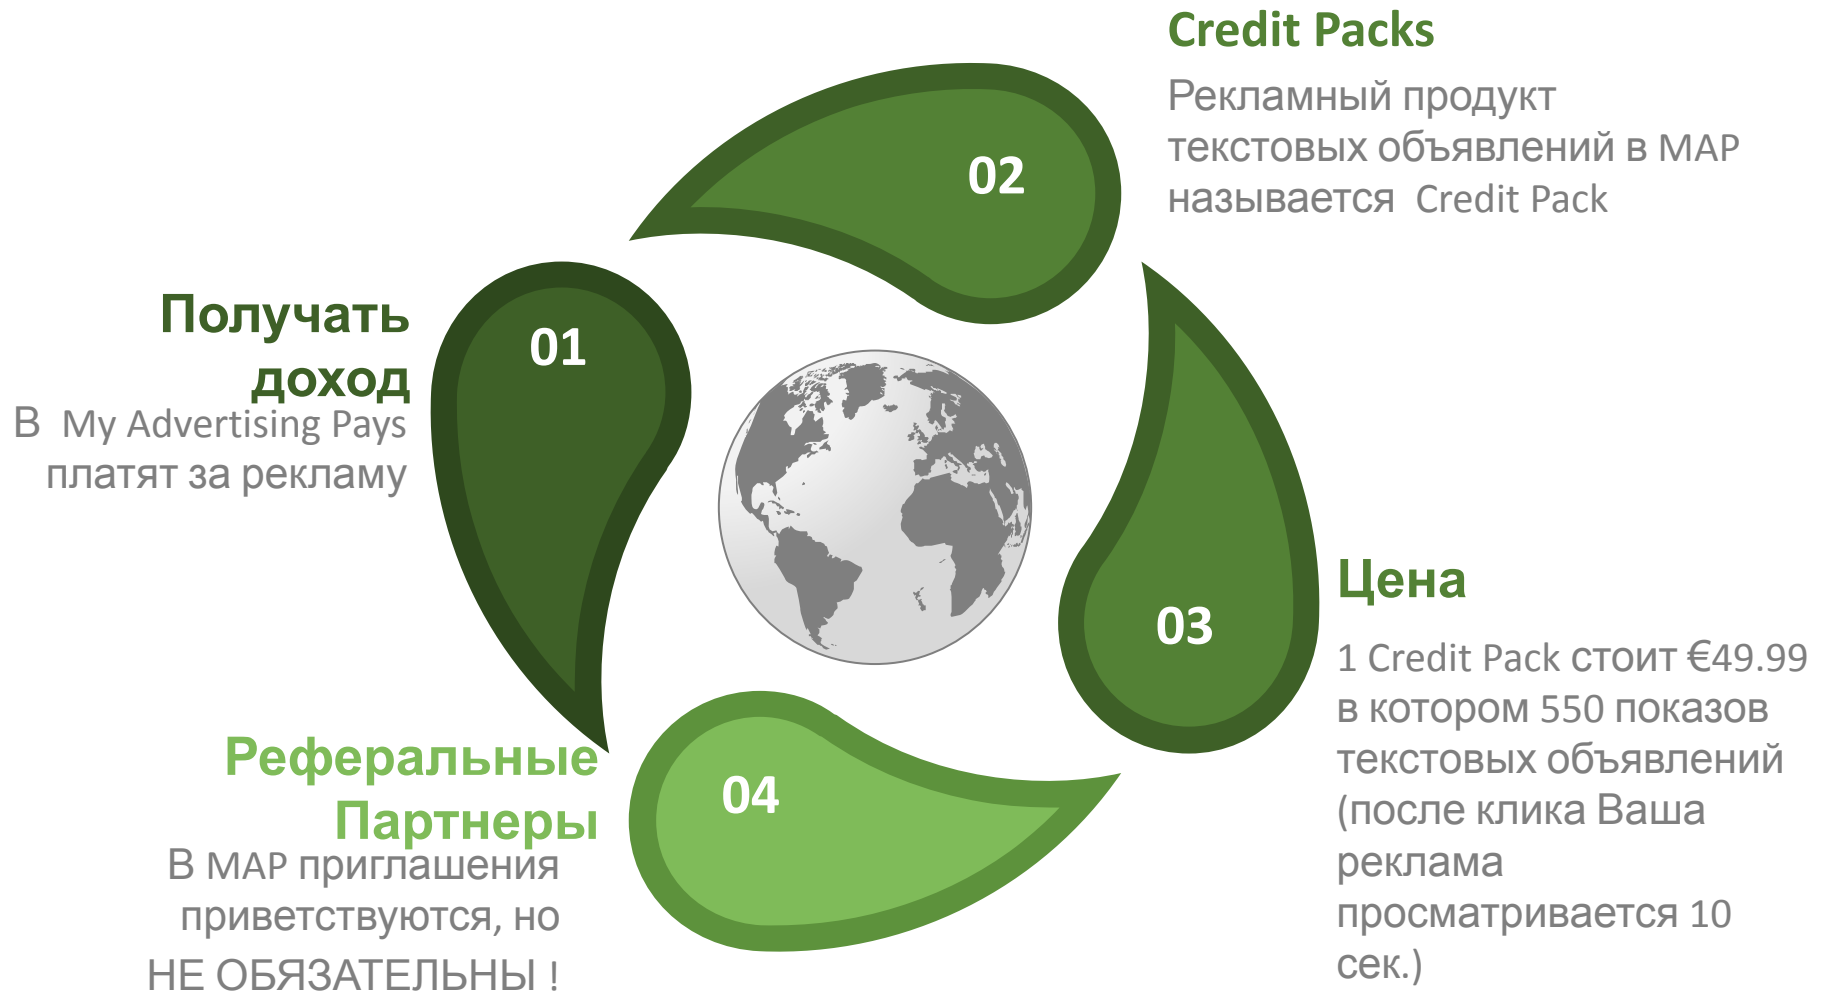 01
Получать
доход
В My Advertising Pays
платят за рекламу
02
Credit Packs
Рекламный продукт
текстовых объявлений в MAP
называется Credit Pack
03
Цена
1 Credit Pack стоит €49.99
в котором 550 показов
текстовых объявлений
(после клика Ваша
реклама
просматривается 10
сек.)
04
Реферальные
Партнеры
В MAP приглашения
приветствуются, но
НЕ ОБЯЗАТЕЛЬНЫ !